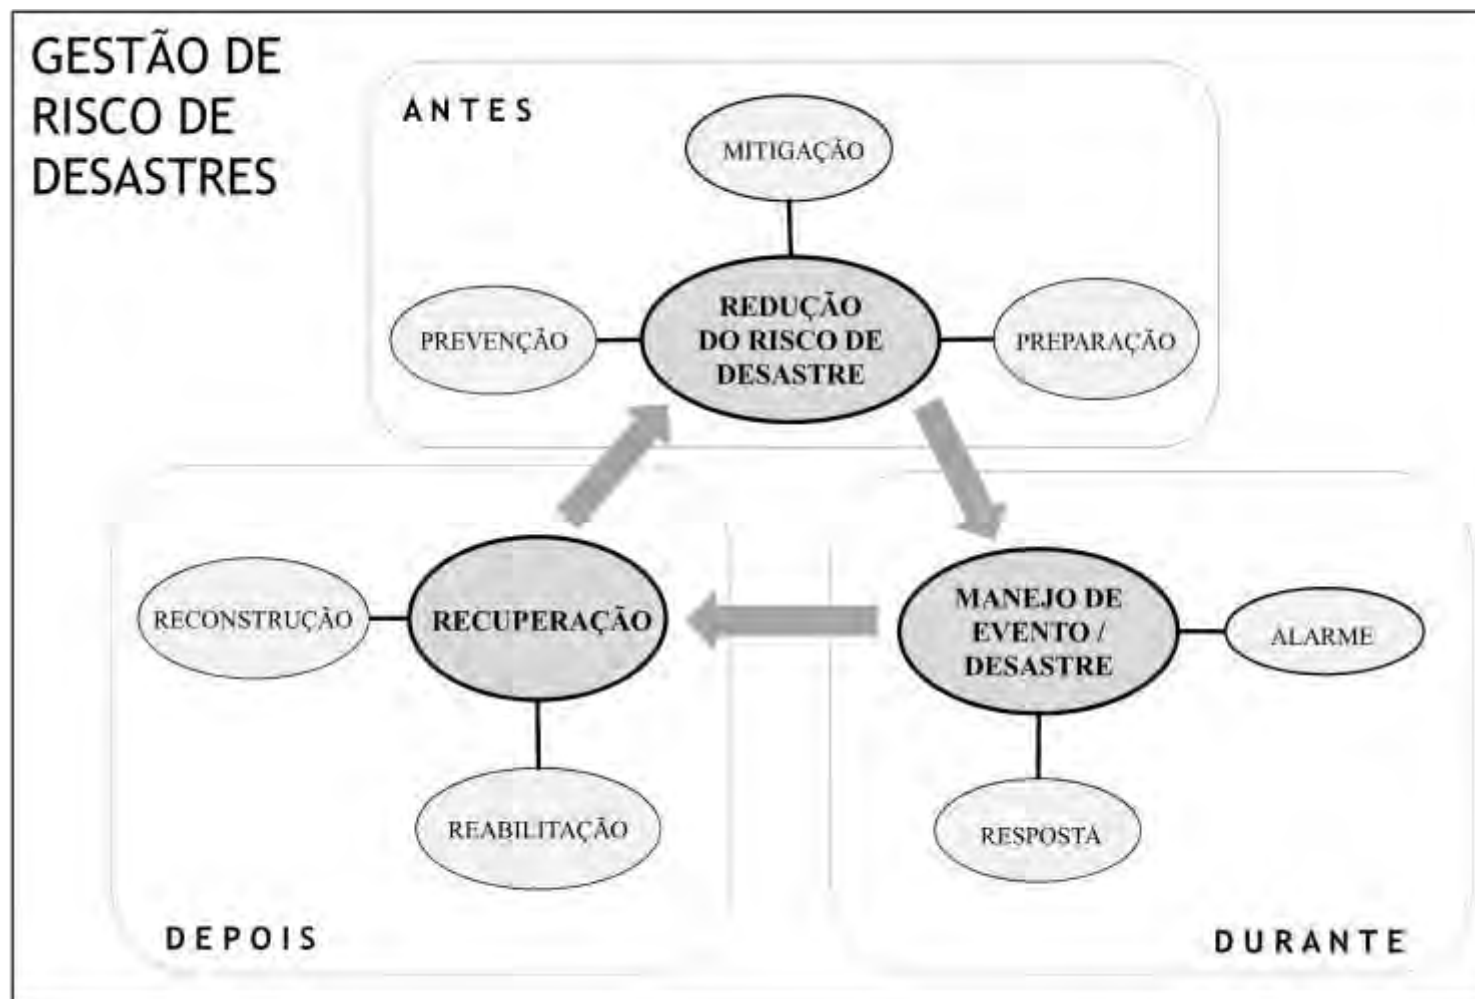 GESTÃO DE
RISCO DE
DESASTRES
ANTES
MITIGAÇÃO
PREVENÇÃO
REDUÇÃO
DO RISCO DE
DESASTRE
PREPARAÇÃO
RECONSTRUÇÃO
RECUPERAÇÃO
REABILITAÇÃO
DEPOIS
MANEJO DE
EVENTO /
DESASTRE
ALARME
RESPOSTA
DURANTE